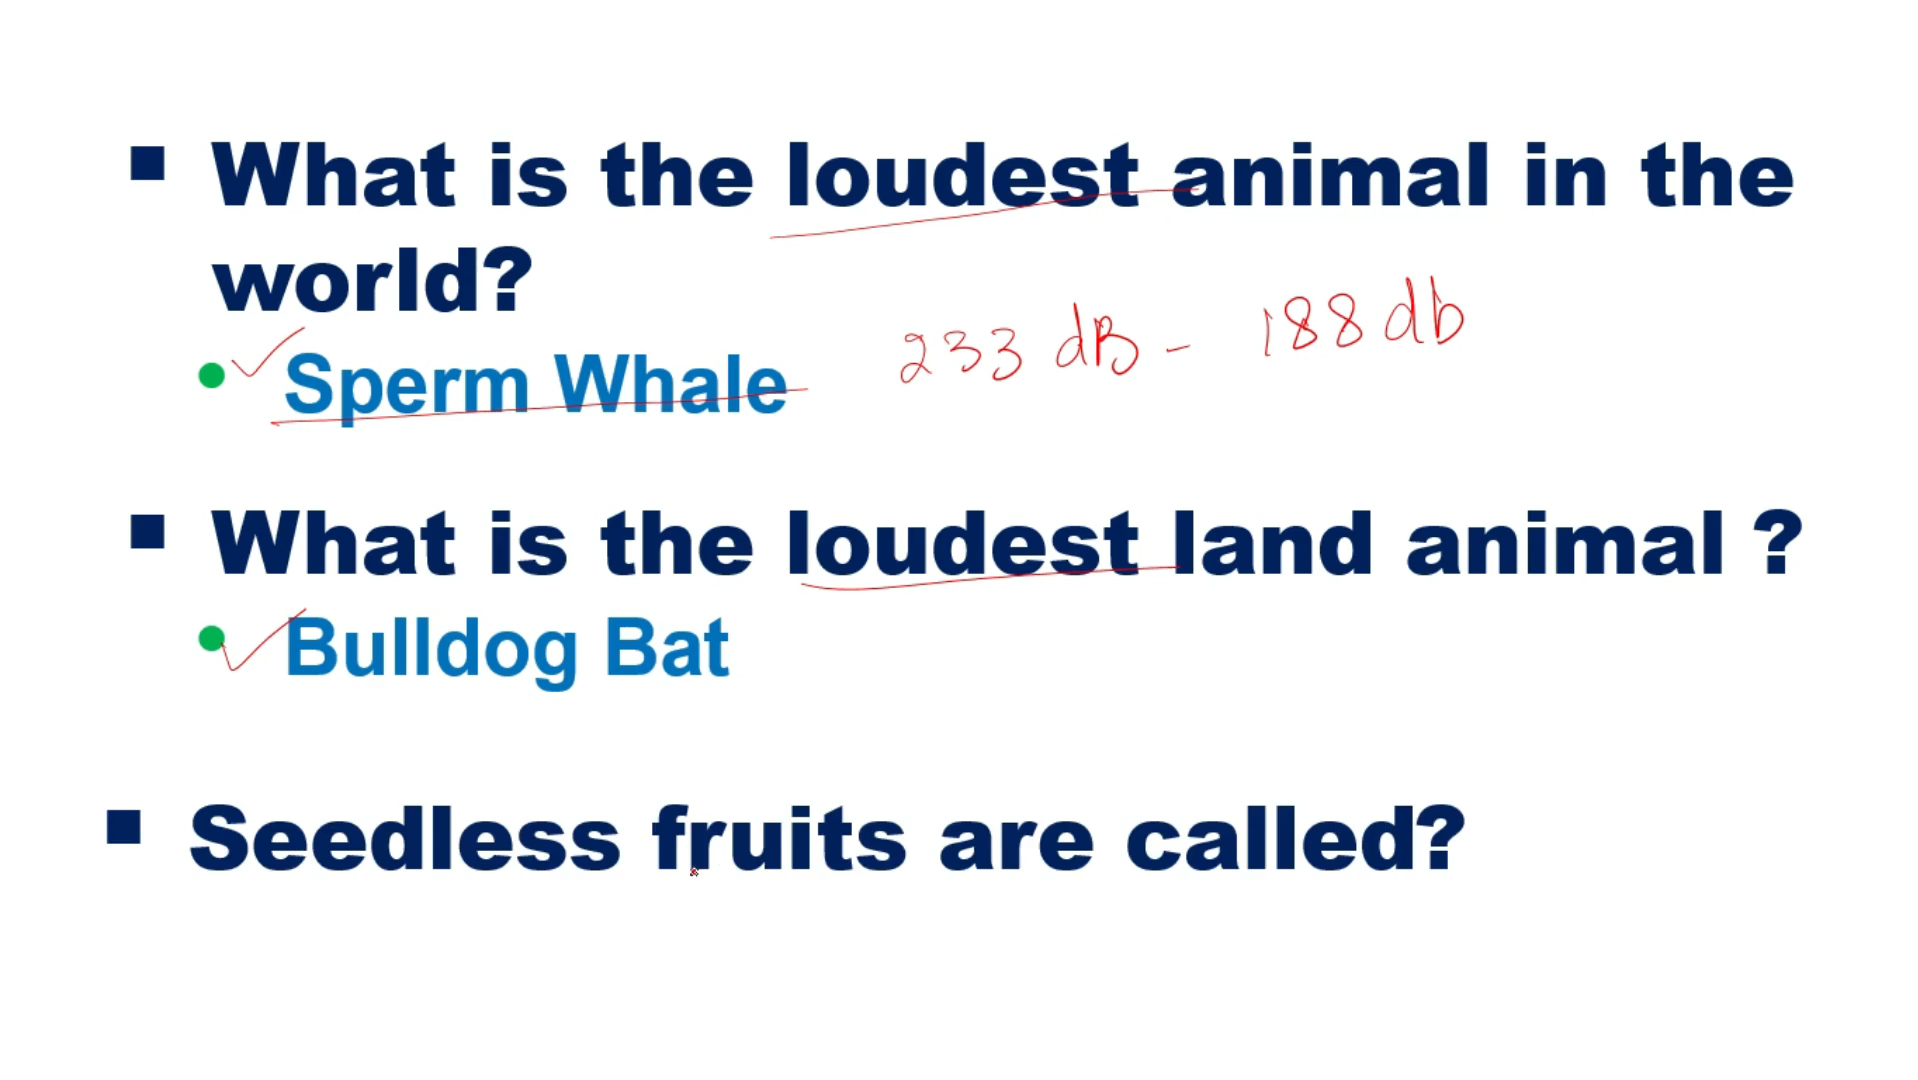 What is the loudest animal in the
world?
Sperm Whale
233 dB - 188 db
What is the loudest land animal ?
Bulldog Bat
Seedless fruits are called?